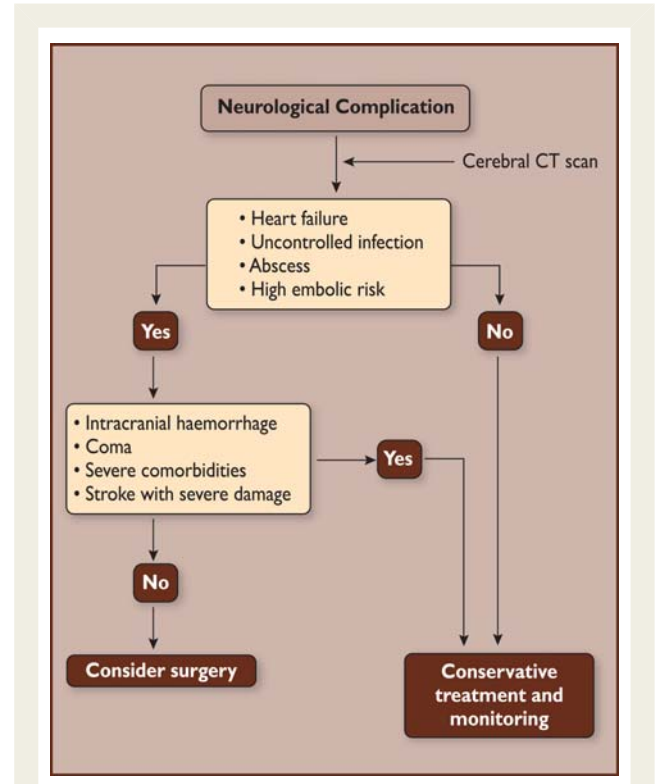 Neurological Complication
Cerebral CT scan
• Heart failure
• Uncontrolled infection
• Abscess
• High embolic risk
Yes
No
• Intracranial haemorrhage
• Coma
• Severe comorbidities
• Stroke with severe damage
Yes
No
Consider surgery
Conservative
treatment and
monitoring